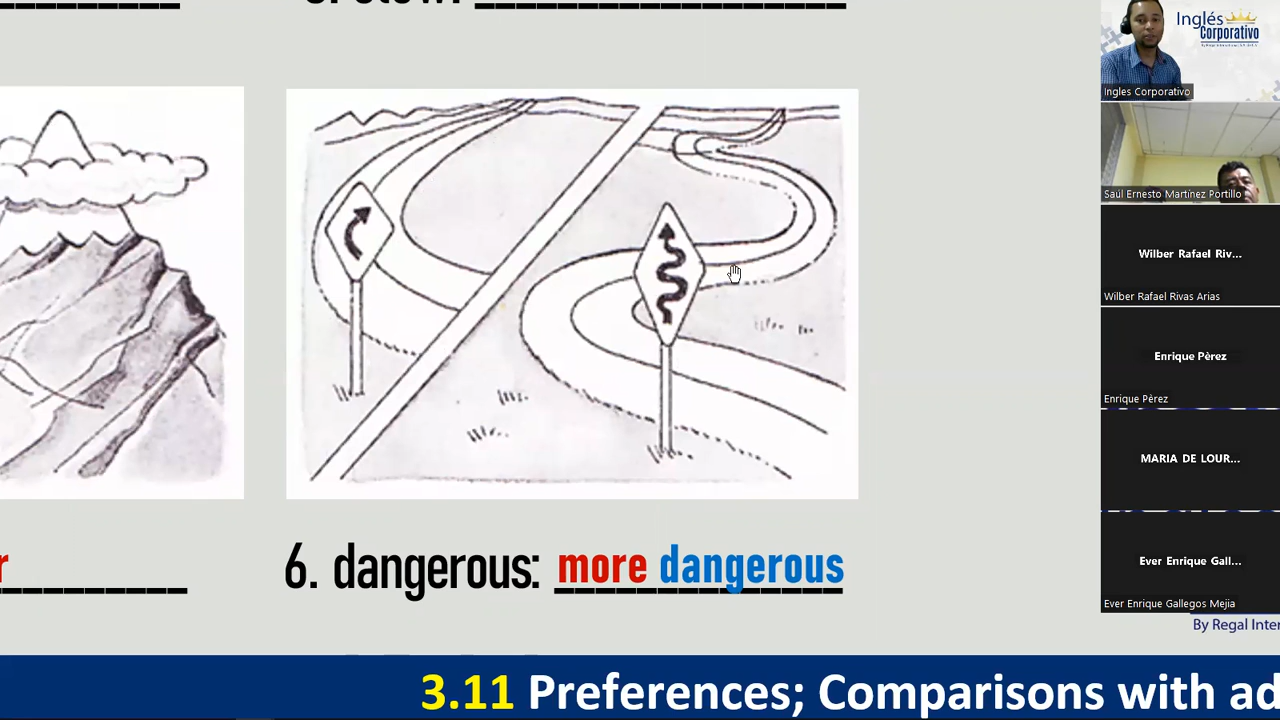 Inglés
Corporativo
Ingles Corporativo
Saúl Ernesto Martínez Portillo
Wilber Rafael Riv...
Wilber Rafael Rivas Arias
Enrique Pèrez
Enrique Pèrez
MARIA DE LOUR...
Ever Enrique Gall...
Ever Enrique Gallegos Mejia
6. dangerous: more dangerous
By Regal Inter
3.11 Preferences; Comparisons with ad